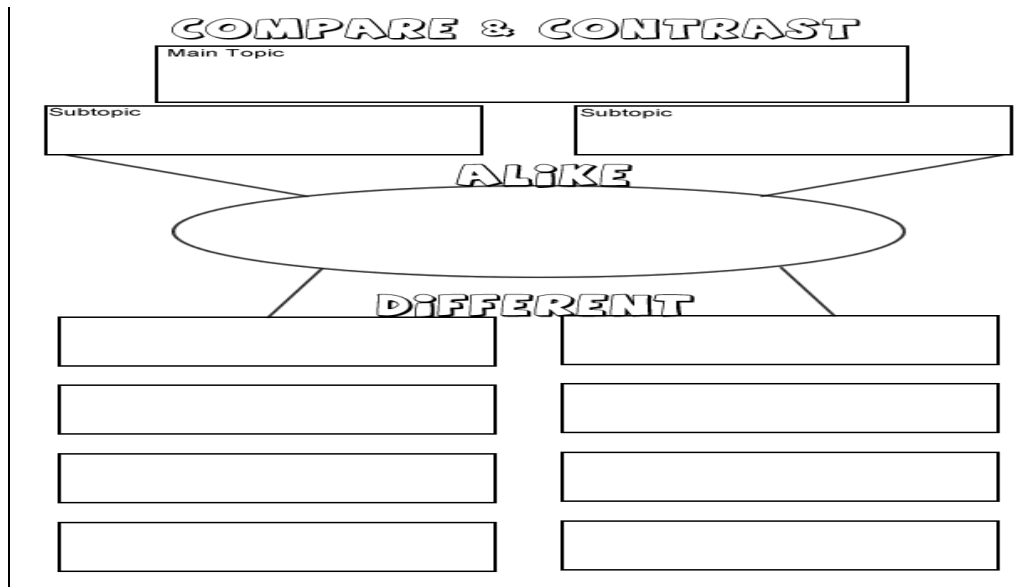 COMPARE & CONTRAST
Main Topic
Subtopic
Subtopic
ALiKE
DiFFERENT